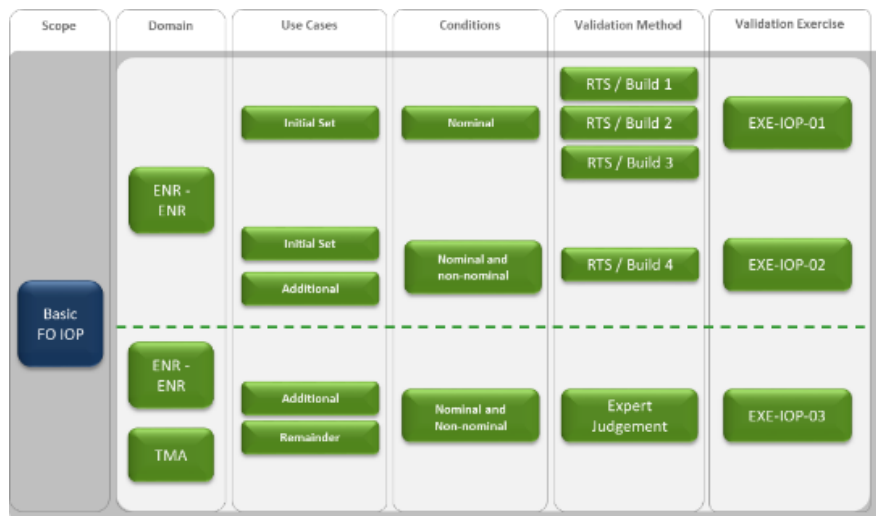 Scope
Domain
Use Cases
Conditions
Validation Method
Validation Exercise
RTS / Build 1
Initial Set
Nominal
RTS / Build 2
EXE-IOP-01
RTS / Build 3
ENR -
ENR
Initial Set
Additional
Nominal and
non-nominal
RTS / Build 4
EXE-IOP-02
Basic
FO IOP
ENR -
ENR
TMA
Additional
Remainder
Nominal and
Non-nominal
Expert
Judgement
EXE-IOP-03